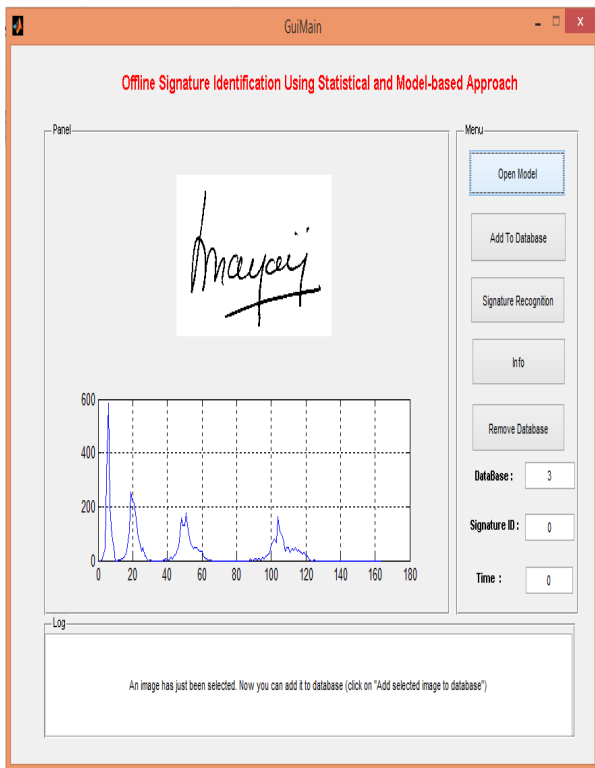 GuiMain
Offline Signature Identification Using Statistical and Model-based Approach
Panel
600
400
200
0
0 20 40 60 80 100 120 140 160 180
Menu
Open Model
Add To Database
Signature Recognition
Info
Remove Database
DataBase : 3
Signature ID : 0
Time : 0
Log
An image has just been selected. Now you can add it to database (click on "Add selected image to database")